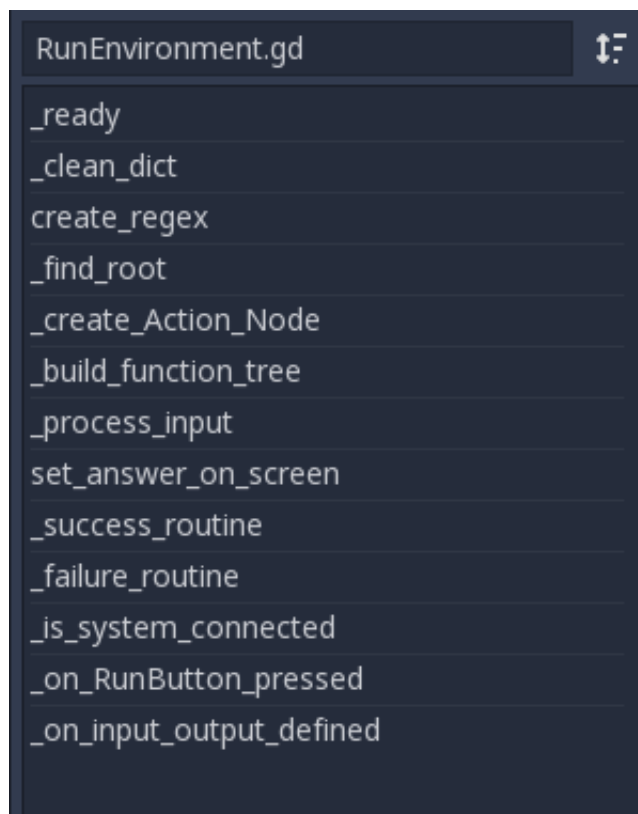 RunEnvironment.gd
_ready
_clean_dict
create_regex
_find_root
_create_Action_Node
_build_function_tree
_process_input
set_answer_on_screen
_success_routine
_failure_routine
_is_system_connected
_on_RunButton_pressed
_on_input_output_defined